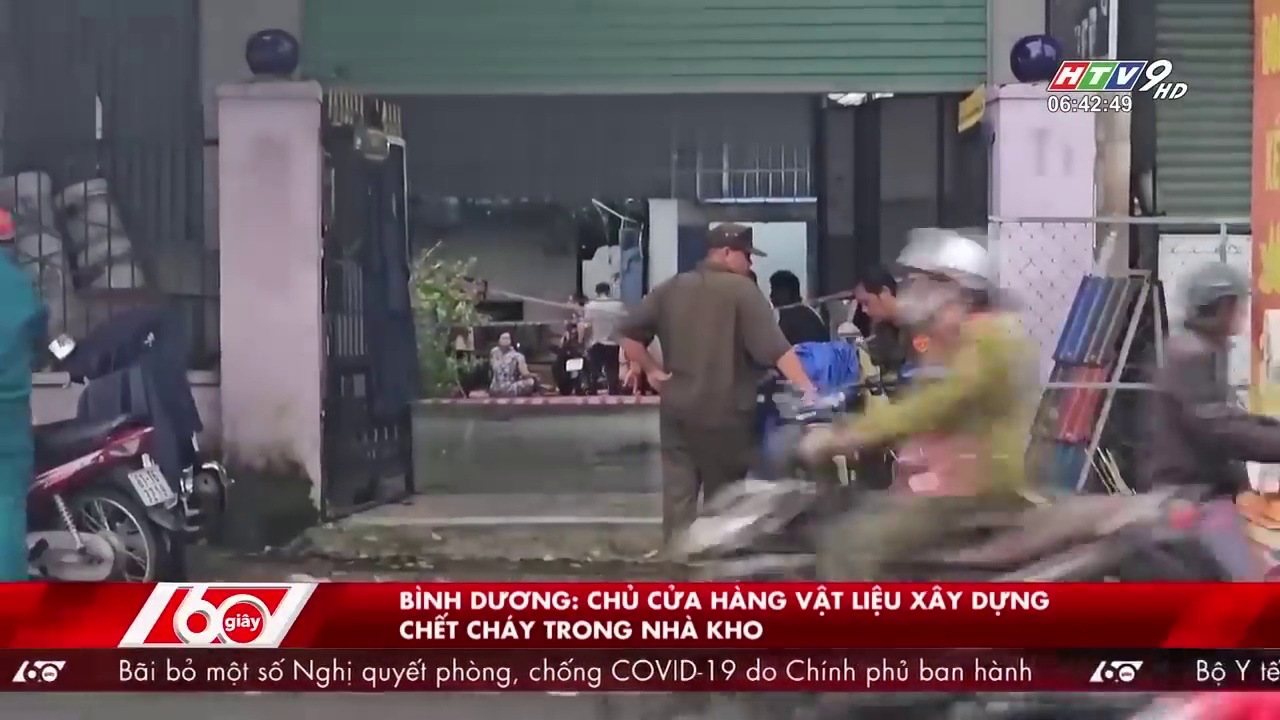 HTV9
HD
06:42:49
60 giây
BÌNH DƯƠNG: CHỦ CỬA HÀNG VẬT LIỆU XÂY DỰNG
CHẾT CHÁY TRONG NHÀ KHO
Bãi bỏ một số Nghị quyết phòng, chống COVID-19 do Chính phủ ban hành
Bộ Y tế